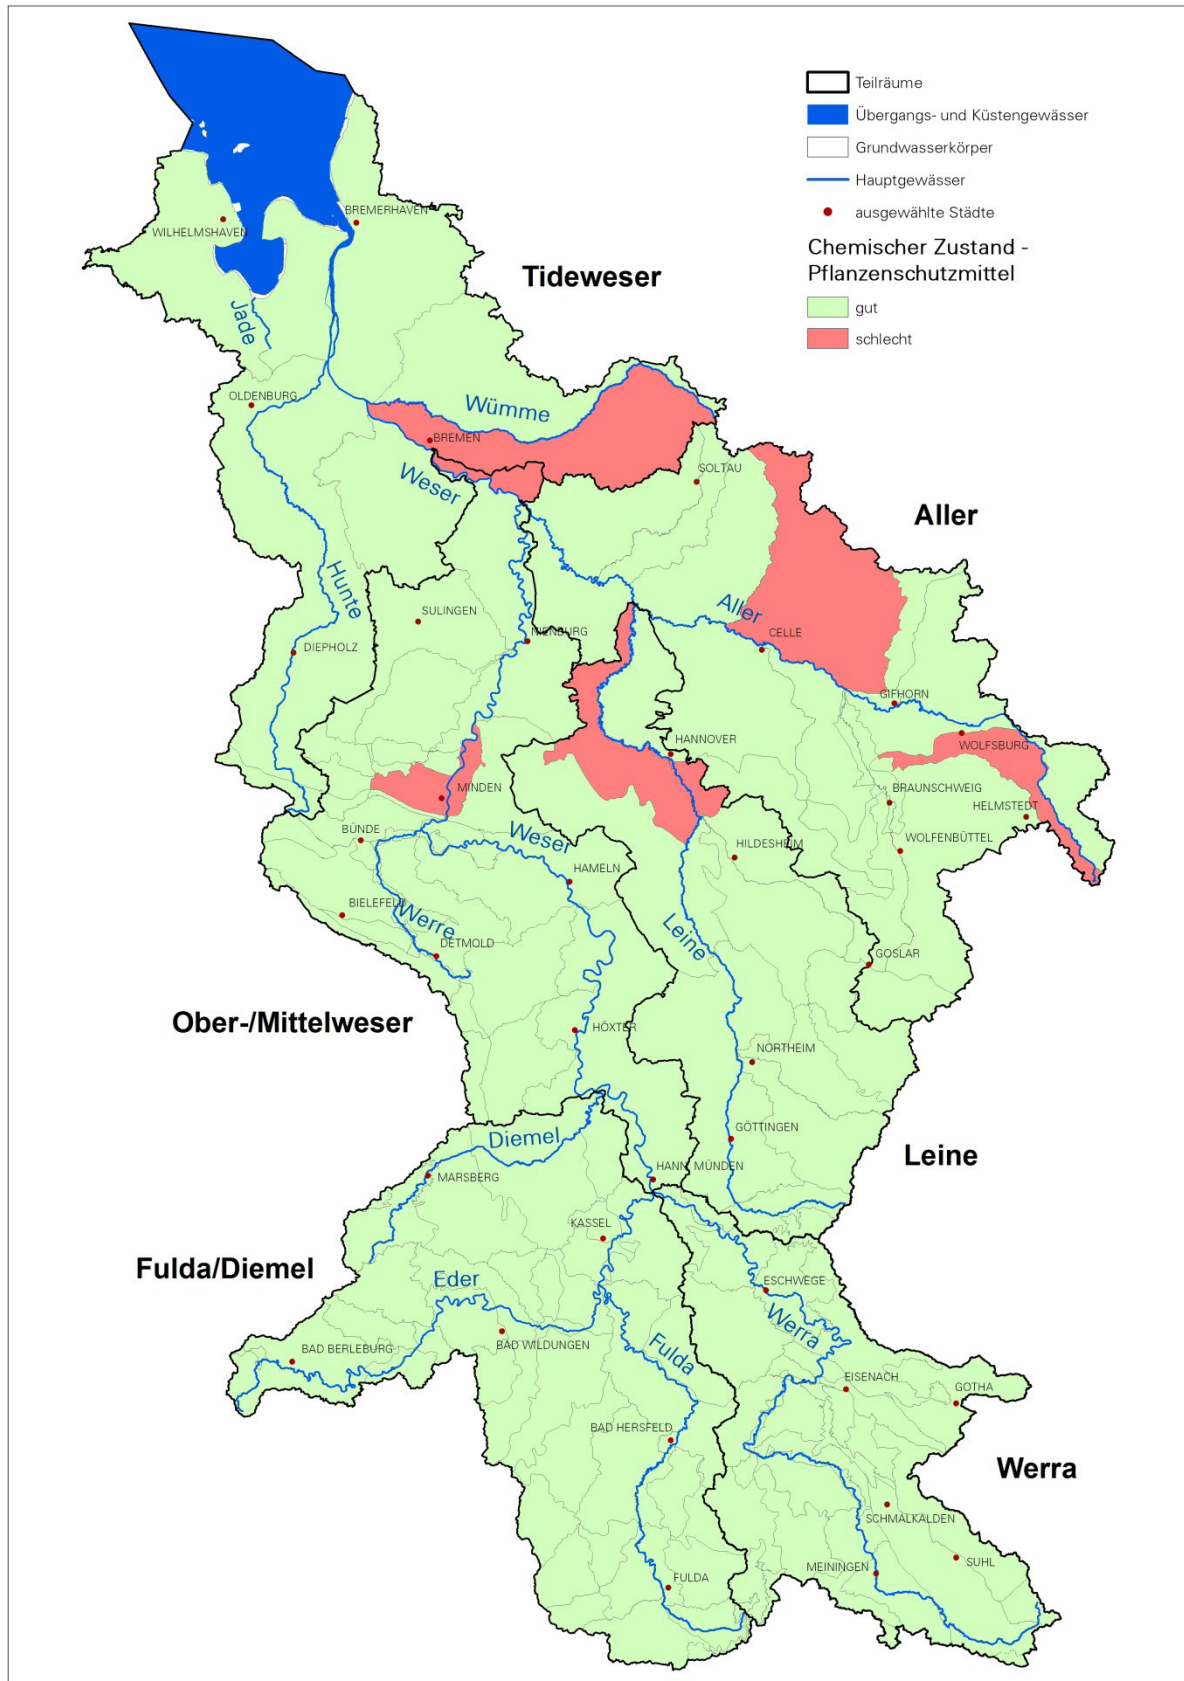 Teilräume
Übergangs- und Küstengewässer
Grundwasserkörper
Hauptgewässer
ausgewählte Städte
Chemischer Zustand -
Pflanzenschutzmittel
gut
schlecht
BREMERHAVEN
WILHELMSHAVEN
Tideweser
Jade
OLDENBURG
Wümme
BREMEN
Weser
SOLTAU
Aller
Hunte
SULINGEN
Aller
NIENBURG
CELLE
DIEPHOLZ
GIFHORN
HANNOVER
WOLFSBURG
MINDEN
BRAUNSCHWEIG
HELMSTEDT
BÜNDE
Weser
WOLFENBÜTTEL
HILDESHEIM
HAMELN
BIELEFELD
Werre
Leine
DETMOLD
GOSLAR
Ober-/Mittelweser
HÖXTER
NORTHEIM
Diemel
GÖTTINGEN
Leine
HANN. MÜNDEN
MARSBERG
KASSEL
Fulda/Diemel
Eder
ESCHWEGE
Werra
BAD WILDUNGEN
BAD BERLEBURG
Fulda
EISENACH
GOTHA
BAD HERSFELD
Werra
SCHMALKALDEN
SUHL
MEININGEN
FULDA